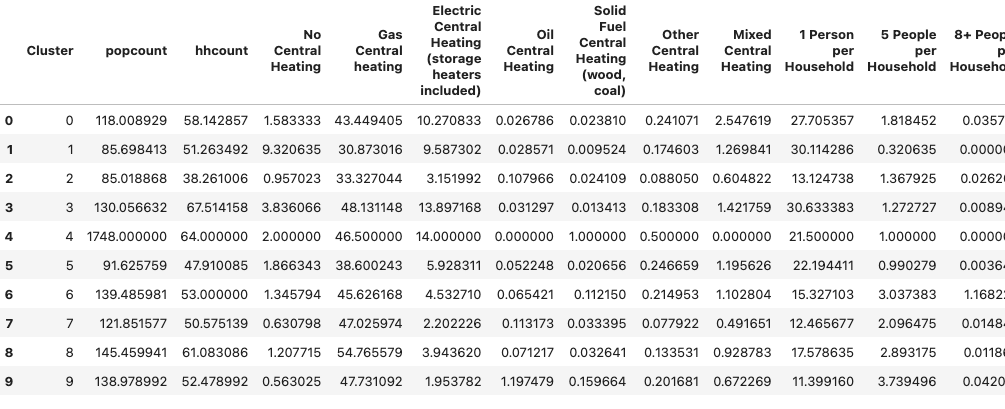 Cluster popcount hhcount No Central Heating Gas Central heating Electric Central Heating (storage heaters included) Oil Central Heating Solid Fuel Central Heating (wood, coal) Other Central Heating Mixed Central Heating 1 Person per Household 5 People per Household 8+
0 0 118.008929 58.142857 1.583333 43.449405 10.270833 0.026786 0.023810 0.241071 2.547619 27.705357 1.818452 0.0357
1 1 85.698413 51.263492 9.320635 30.873016 9.587302 0.028571 0.009524 0.174603 1.269841 30.114286 0.320635 0.0000
2 2 85.018868 38.261006 0.957023 33.327044 3.151992 0.107966 0.024109 0.088050 0.604822 13.124738 1.367925 0.0262
3 3 130.056632 67.514158 3.836066 48.131148 13.897168 0.031297 0.013413 0.183308 1.421759 30.633383 1.272727 0.0089
4 4 1748.000000 64.000000 2.000000 46.500000 14.000000 0.000000 1.000000 0.500000 0.000000 21.500000 1.000000 0.0000
5 5 91.625759 47.910085 1.866343 38.600243 5.928311 0.052248 0.020656 0.246659 1.195626 22.194411 0.990279 0.0036
6 6 139.485981 53.000000 1.345794 45.626168 4.532710 0.065421 0.112150 0.214953 1.102804 15.327103 3.037383 1.1682
7 7 121.851577 50.575139 0.630798 47.025974 2.202226 0.113173 0.033395 0.077922 0.491651 12.465677 2.096475 0.0148
8 8 145.459941 61.083086 1.207715 54.765579 3.943620 0.071217 0.032641 0.133531 0.928783 17.578635 2.893175 0.0118
9 9 138.978992 52.478992 0.563025 47.731092 1.953782 1.197479 0.159664 0.201681 0.672269 11.399160 3.739496 0.0420